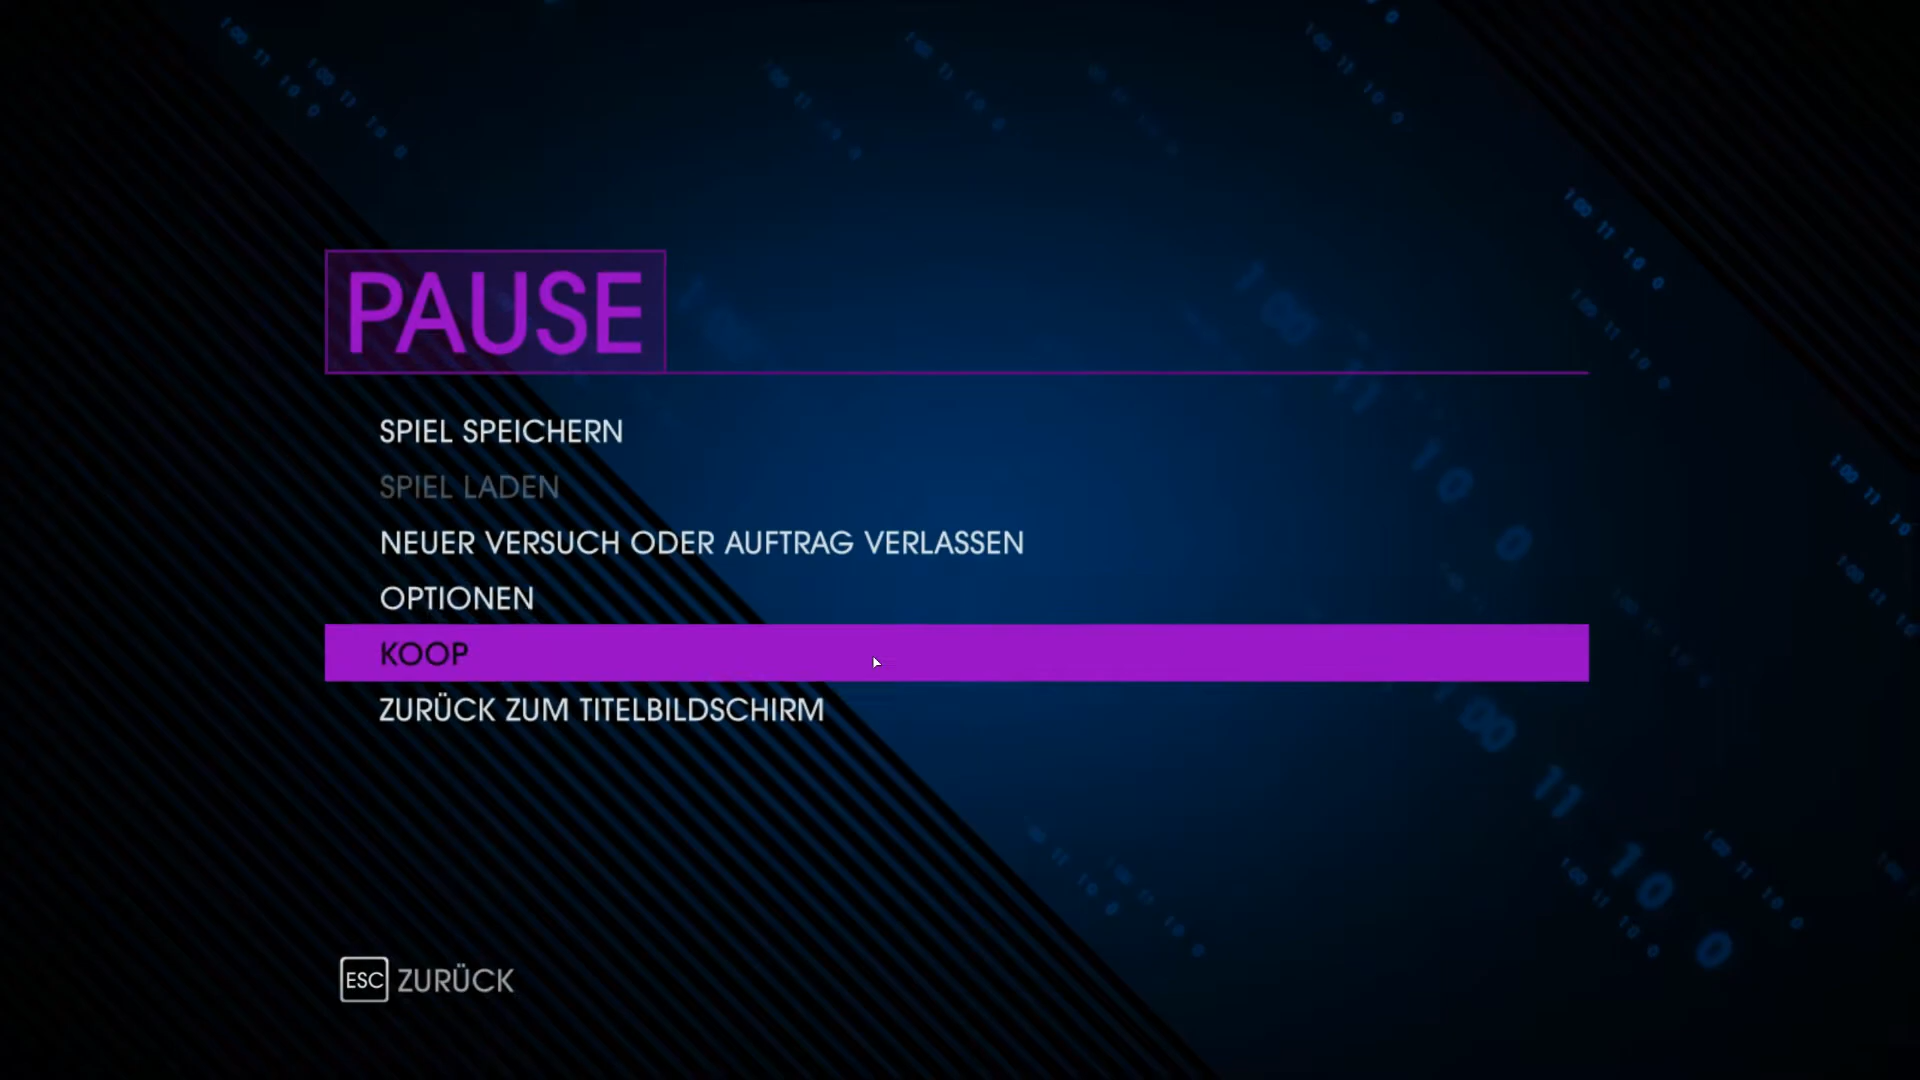 PAUSE
SPIEL SPEICHERN
SPIEL LADEN
NEUER VERSUCH ODER AUFTRAG VERLASSEN
OPTIONEN
KOOP
ZURÜCK ZUM TITELBILDSCHIRM
ESC ZURÜCK